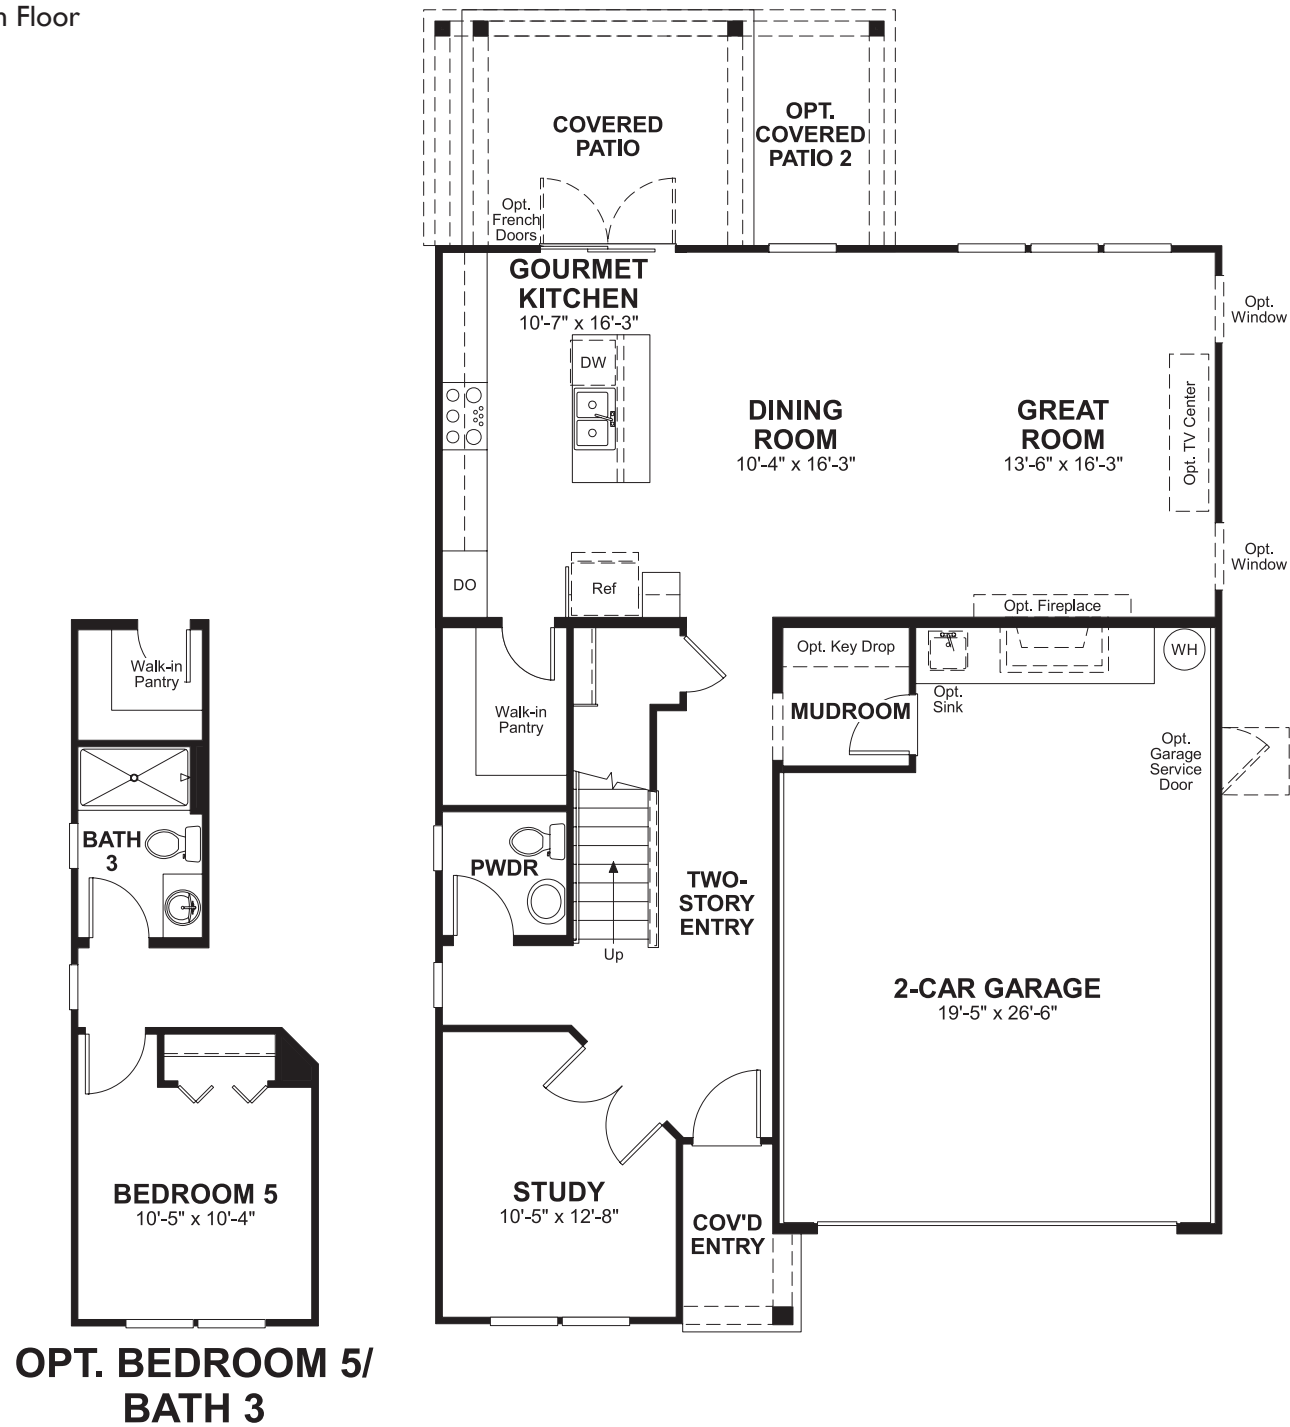 Floor
COVERED
PATIO
OPT.
COVERED
PATIO 2
Opt.
French
Doors
GOURMET
KITCHEN
10'-7" x 16'-3"
Opt.
Window
DW
DINING
ROOM
10'-4" x 16'-3"
GREAT
ROOM
13'-6" x 16'-3"
Opt. TV Center
Opt.
Window
DO
Ref
Opt. Fireplace
Walk-in
Pantry
Opt. Key Drop
WH
Opt.
Sink
Walk-in
Pantry
MUDROOM
Opt.
Garage
Service
Door
BATH
3
PWDR
TWO-
STORY
ENTRY
Up
2-CAR GARAGE
19'-5" x 26'-6"
BEDROOM 5
10'-5" x 10'-4"
STUDY
10'-5" x 12'-8"
COV'D
ENTRY
OPT. BEDROOM 5/
BATH 3